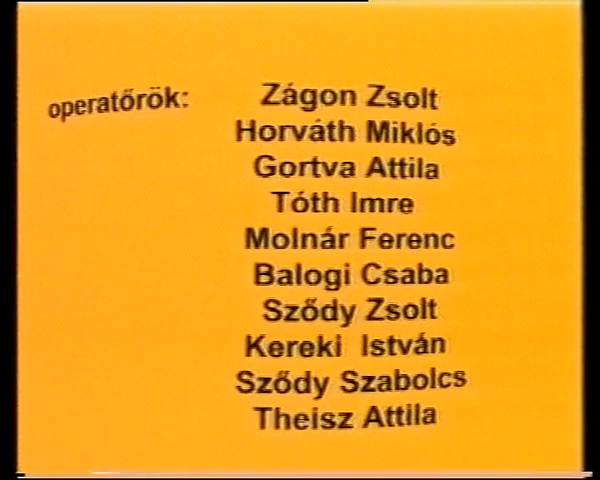 operatőrök:
Zágon Zsolt
Horváth Miklós
Gortva Attila
Tóth Imre
Molnár Ferenc
Balogi Csaba
Sződy Zsolt
Kereki István
Sződy Szabolcs
Theisz Attila